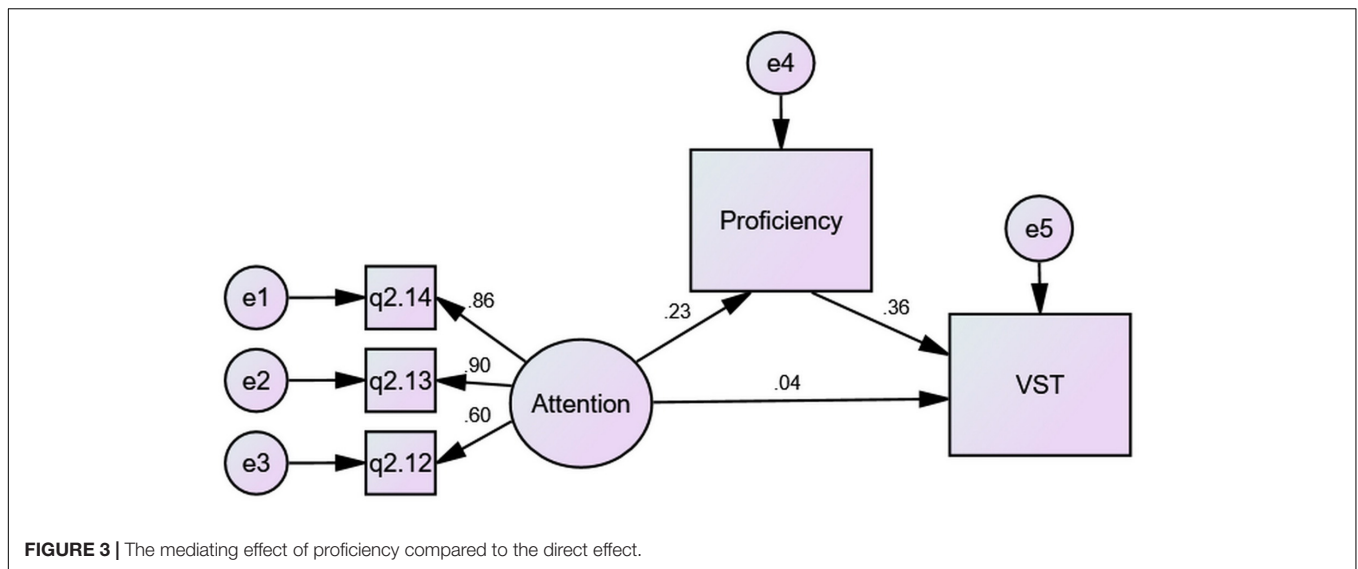 e4
Proficiency
e5
e1
q2.14
.86
.23
.36
e2
q2.13
.90
Attention
.04
VST
.60
e3
q2.12
FIGURE 3 | The mediating effect of proficiency compared to the direct effect.